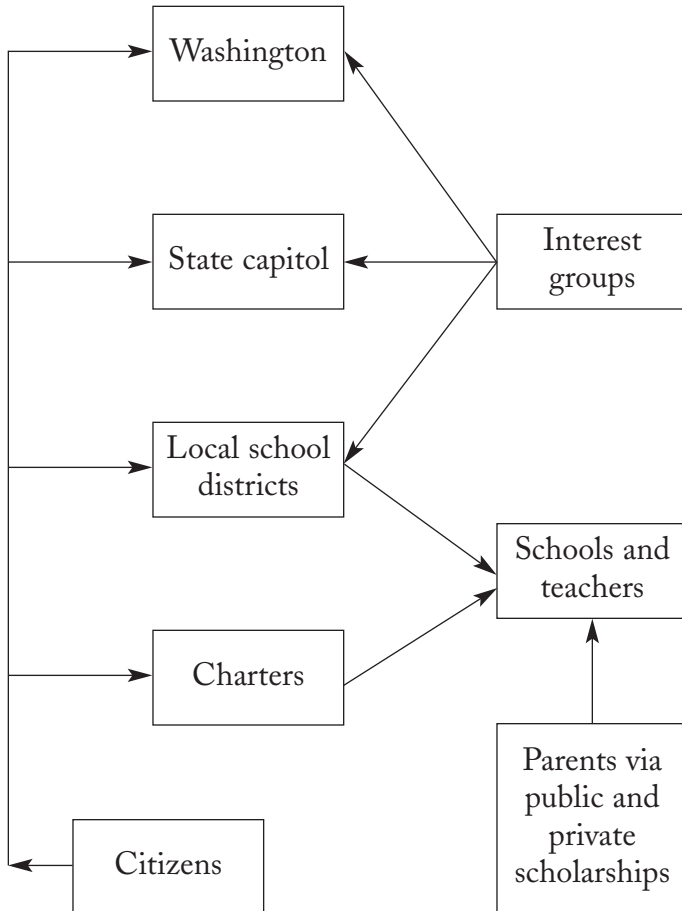 Washington
State capitol
Interest
groups
Local school
districts
Schools and
teachers
Charters
Parents via
public and
private
scholarships
Citizens